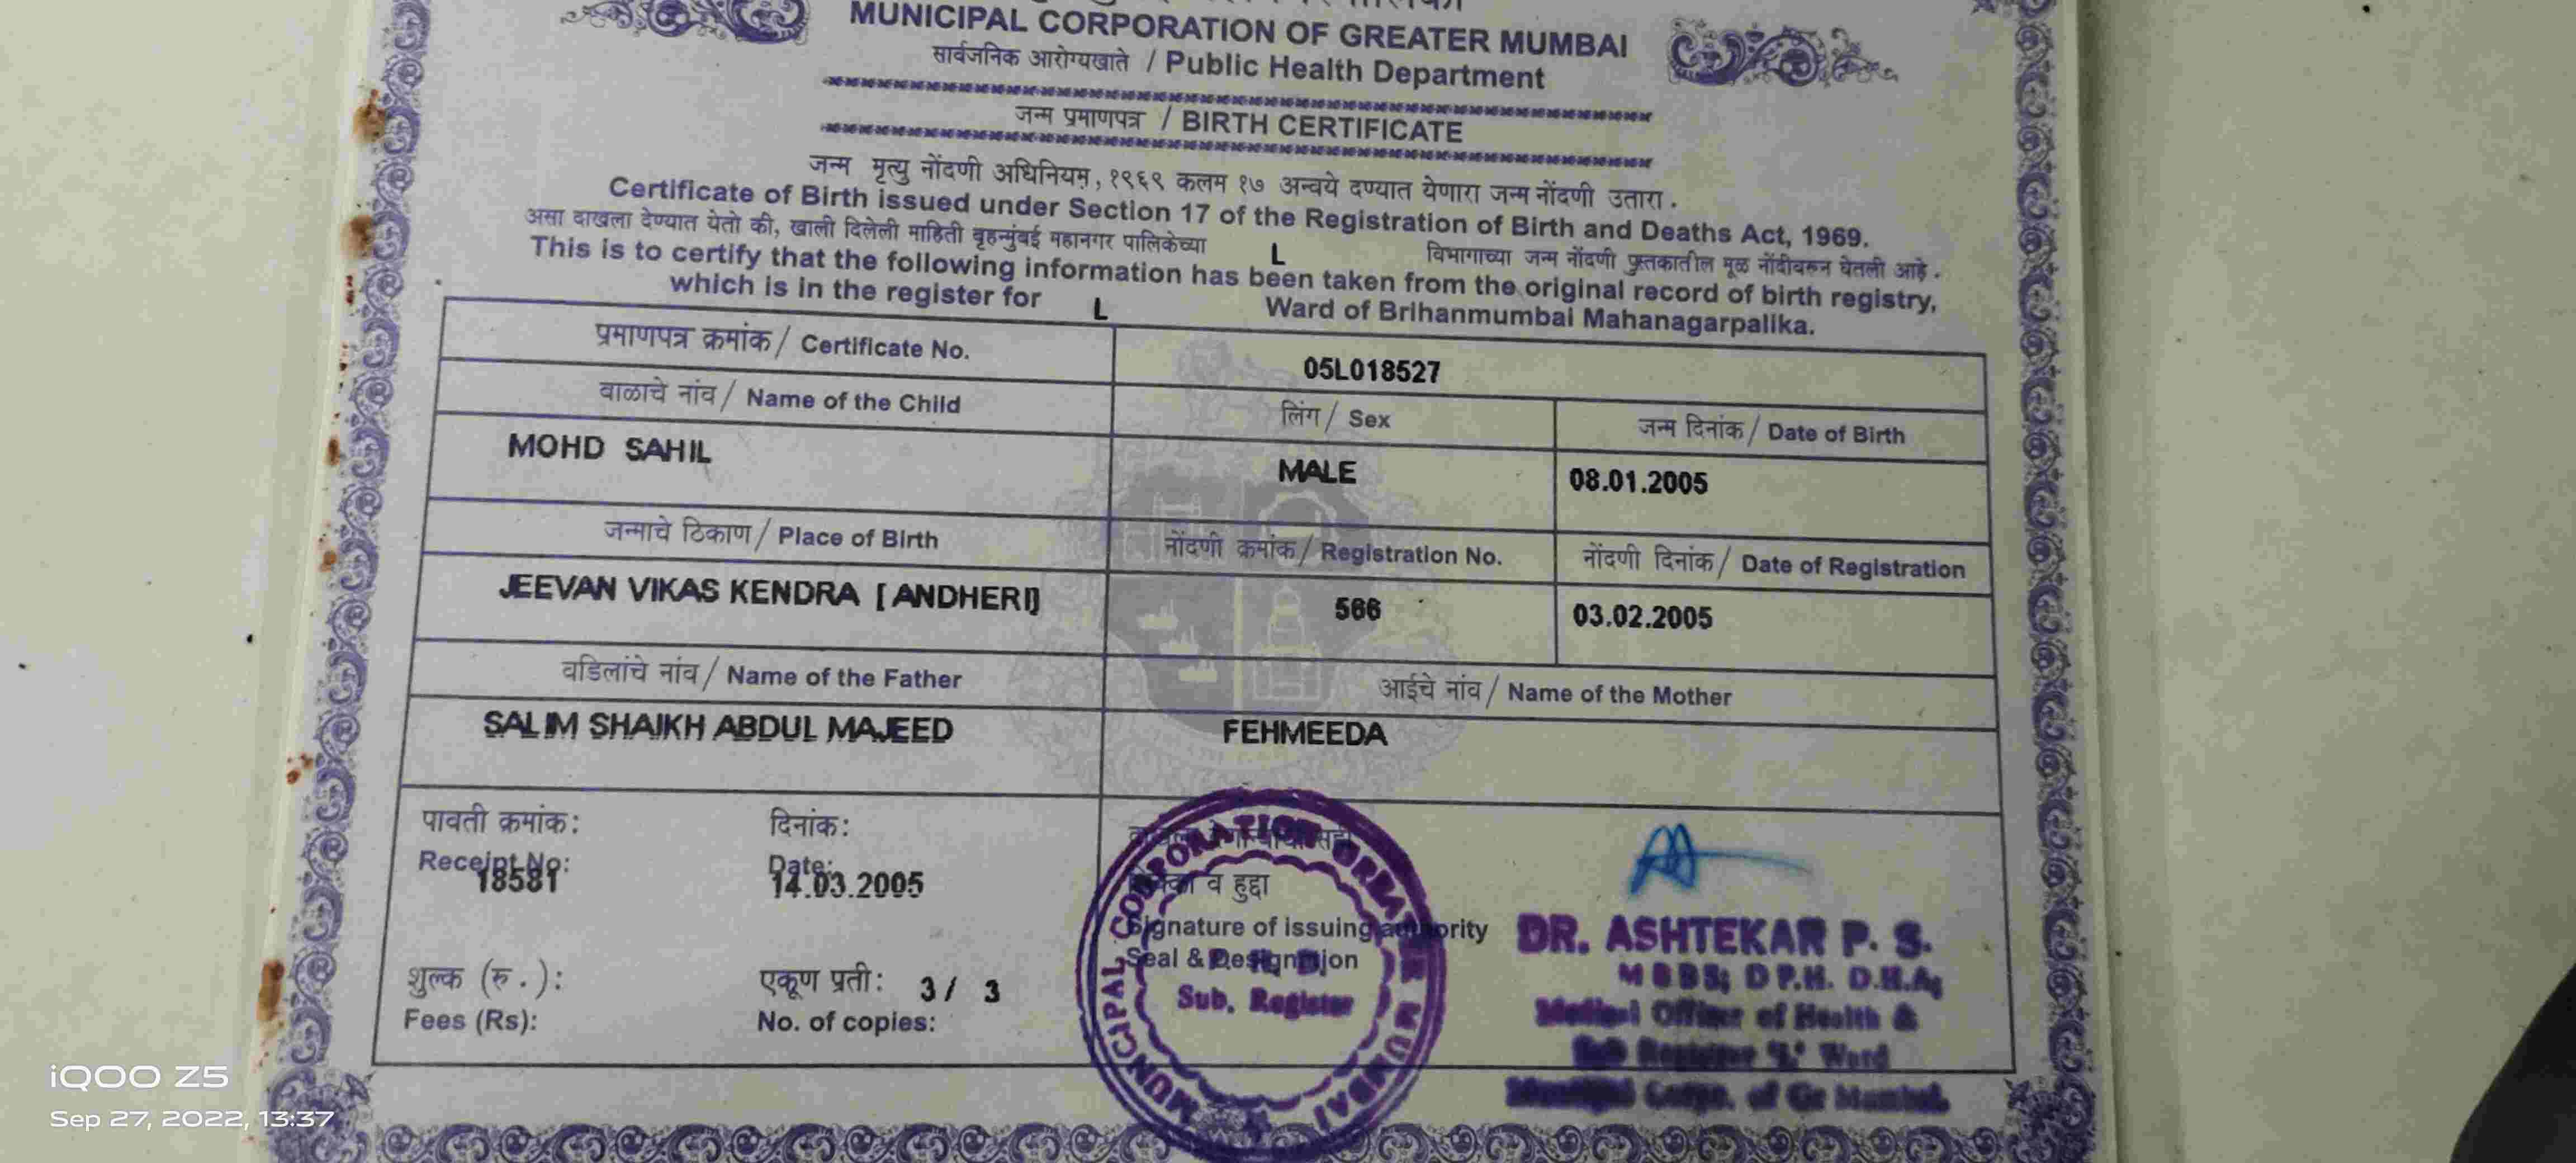 MUNICIPAL CORPORATION OF GREATER MUMBAI
सार्वजनिक आरोग्यखाते / Public Health Department
जन्म प्रमाणपत्र / BIRTH CERTIFICATE
जन्म मृत्यु नोंदणी अधिनियम, १९६९ कलम १७ अन्वये दण्यात येणारा जन्म नोंदणी उतारा .
Certificate of Birth issued under Section 17 of the Registration of Birth and Deaths Act, 1969.
असा दाखला देण्यात येतो की, खाली दिलेली माहिती बृहन्मुंबई महानगर पालिकेच्या L विभागाच्या जन्म नोंदणी पुस्तकातील मूळ नोंदीवरून घेतली आहे .
This is to certify that the following information has been taken from the original record of birth registry,
which is in the register for L Ward of Brihanmumbai Mahanagarpalika.
प्रमाणपत्र क्रमांक / Certificate No. 05L018527
बाळाचे नांव / Name of the Child लिंग / Sex जन्म दिनांक / Date of Birth
MOHD SAHIL MALE 08.01.2005
जन्माचे ठिकाण / Place of Birth नोंदणी क्रमांक / Registration No. नोंदणी दिनांक / Date of Registration
JEEVAN VIKAS KENDRA [ ANDHERI] 566 03.02.2005
वडिलांचे नांव / Name of the Father आईचे नांव / Name of the Mother
SALIM SHAIKH ABDUL MAJEED FEHMEEDA
पावती क्रमांक: दिनांक:
Receipt No: Date:
18581 14.03.2005
व हुद्दा
Signature of issuing authority
Seal & Designation
Sub. Register
MUNCIPAL CORPORATION GREATER MUMBAI
DR. ASHTEKAR P. S.
M B B S; D P.H. D.H.A;
Medical Officer of Health &
Sub Registrar 'L' Ward
Municipal Corpn. of Gr Mumbai.
शुल्क (रु .): एकूण प्रती: 3 / 3
Fees (Rs): No. of copies:
iQOO Z5
Sep 27, 2022, 13:37